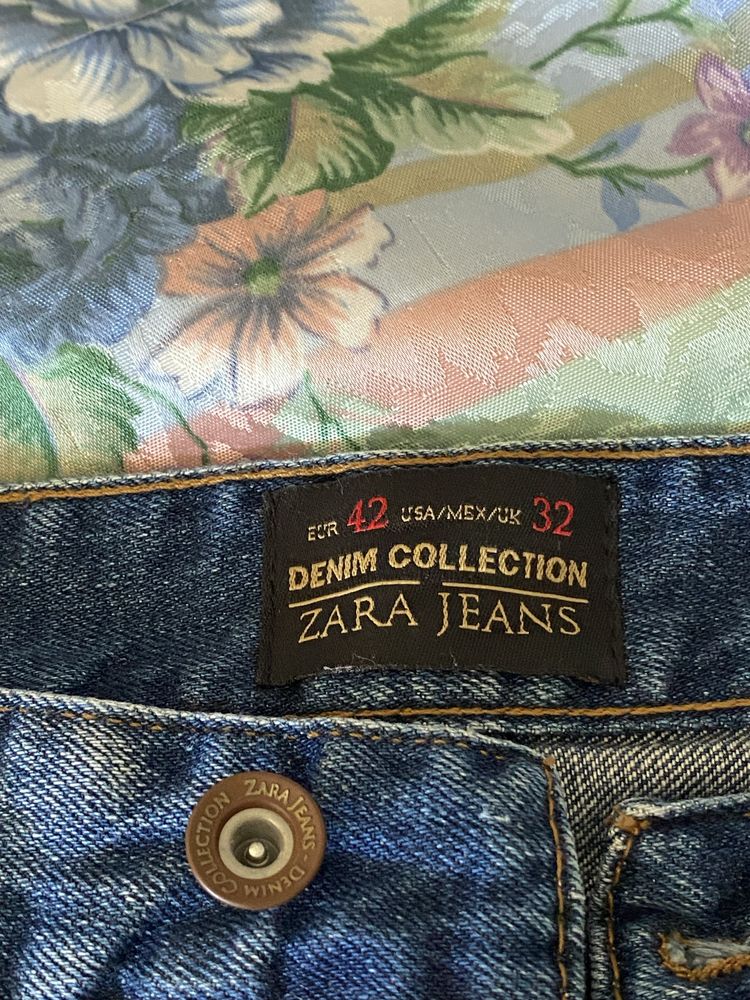 EUR 42 USA/MEX/UK 32
DENIM COLLECTION
ZARA JEANS
ZARA JEANS - DENIM COLLECTION